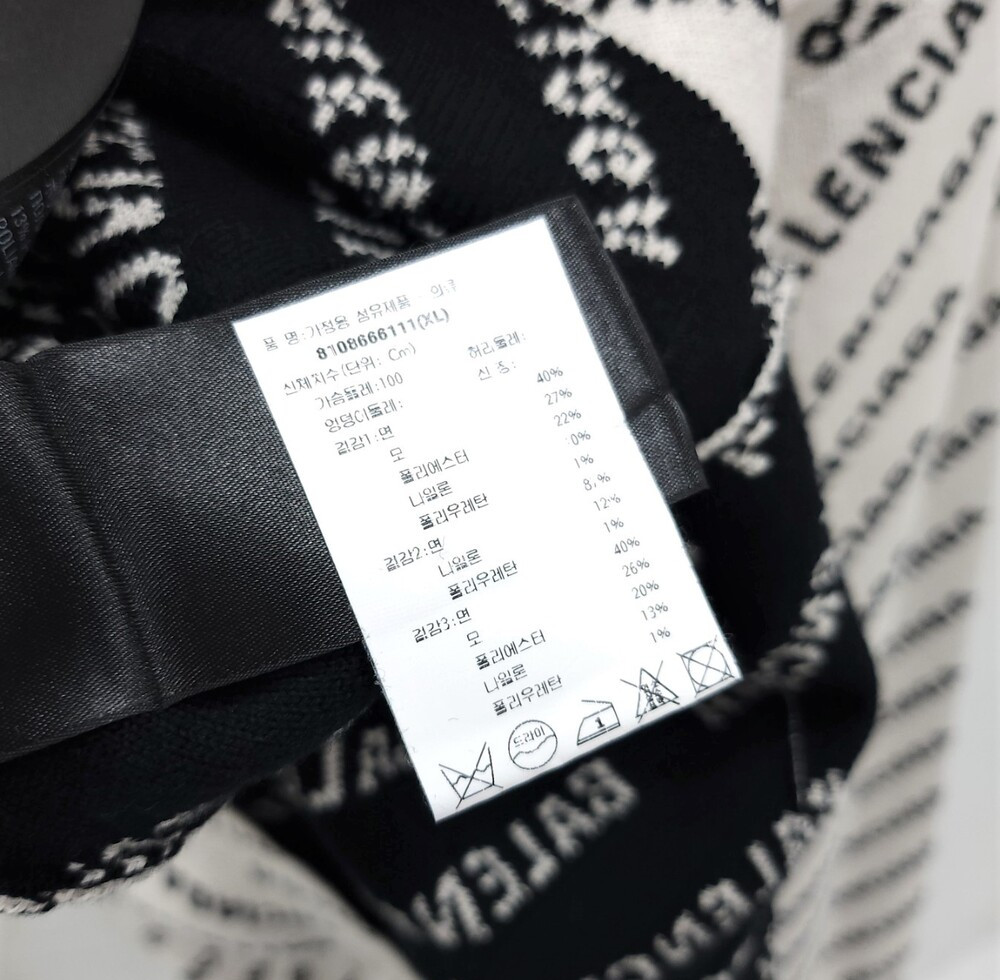 품 명:가정용 섬유제품 - 의류
8108666111(XL)
신체치수(단위: Cm)
가슴둘레:100 허리둘레:
엉덩이둘레: 신 장:
겉감1:면 40%
모 27%
폴리에스터 22%
나일론
폴리우레탄 1%
겉감2:면
나일론 12%
폴리우레탄 1%
겉감3:면 40%
모 26%
폴리에스터 20%
나일론 13%
폴리우레탄 1%
드라이
1
LENCIA
BALEN